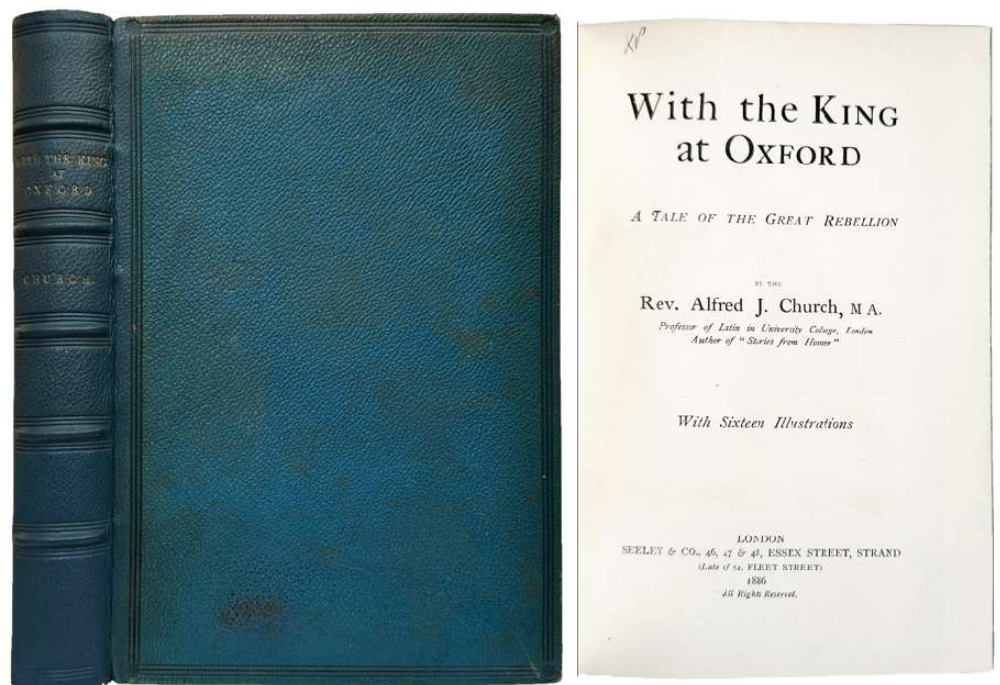 WITH THE KING
AT
OXFORD
CHURCH.
With the KING
at OXFORD
A TALE OF THE GREAT REBELLION
BY THE
Rev. Alfred J. Church, M A.
Professor of Latin in University College, London
Author of "Stories from Homer"
With Sixteen Illustrations
LONDON
SEELEY & CO., 46, 47 & 48, ESSEX STREET, STRAND
(Late of 54, FLEET STREET)
1886
All Rights Reserved.